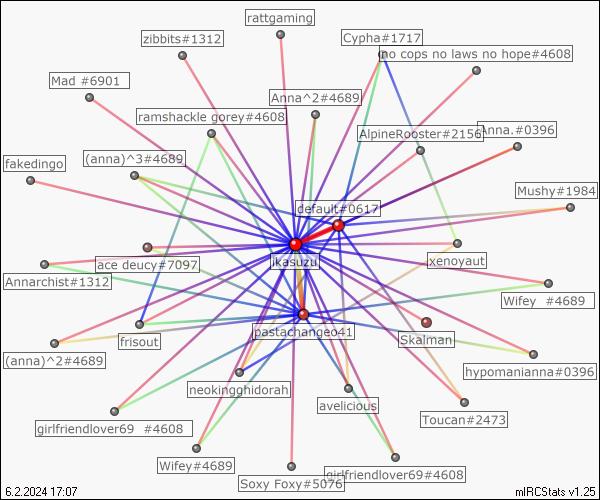 rattgaming
zibbits#1312
Cypha#1717
no cops no laws no hope#4608
Mad #6901
Anna^2#4689
ramshackle gorey#4608
AlpineRooster#2156
Anna.#0396
fakedingo
(anna)^3#4689
Mushy#1984
default#0617
ikasuzu
xenoyaut
ace deucy#7097
Annarchist#1312
Wifey   #4689
frisout
pastachangeo41
Skalman
(anna)^2#4689
hypomanianna#0396
neokingghidorah
avelicious
Toucan#2473
girlfriendlover69   #4608
Wifey#4689
Soxy Foxy#5076
girlfriendlover69#4608
6.2.2024 17:07
mIRCStats v1.25